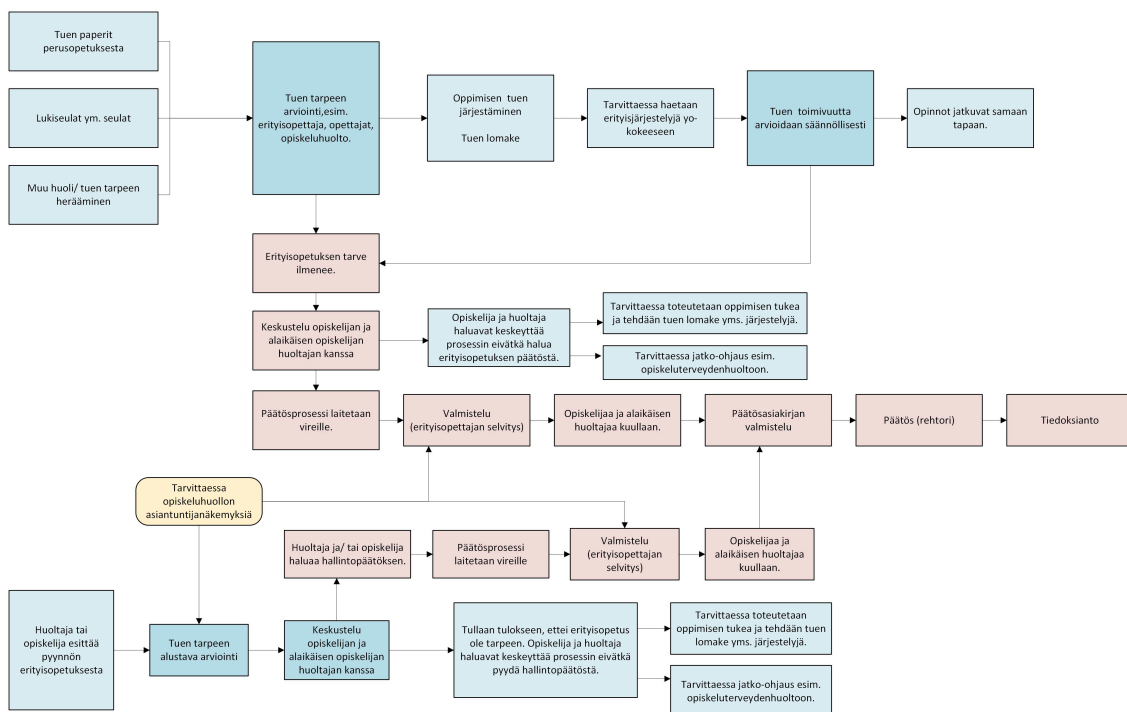 Tuen paperit
perusopetuksesta
Lukiseulat ym. seulat
Muu huoli/ tuen tarpeen
herääminen
Tuen tarpeen
arviointi,esim.
erityisopettaja, opettajat,
opiskeluhuolto.
Oppimisen tuen
järjestäminen
Tuen lomake
Tarvittaessa haetaan
erityisjärjestelyjä yo-
kokeeseen
Tuen toimivuutta
arvioidaan säännöllisesti
Opinnot jatkuvat samaan
tapaan.
Erityisopetuksen tarve
ilmenee.
Keskustelu opiskelijan ja
alaikäisen opiskelijan
huoltajan kanssa
Opiskelija ja huoltaja
haluavat keskeyttää
prosessin eivätkä halua
erityisopetuksen päätöstä.
Tarvittaessa toteutetaan oppimisen tukea
ja tehdään tuen lomake yms. järjestelyjä.
Tarvittaessa jatko-ohjaus esim.
opiskeluterveydenhuoltoon.
Päätösprosessi laitetaan
vireille.
Valmistelu
(erityisopettajan selvitys)
Opiskelijaa ja alaikäisen
huoltajaa kuullaan.
Päätösasiakirjan
valmistelu
Päätös (rehtori)
Tiedoksianto
Tarvittaessa
opiskeluhuollon
asiantuntijanäkemyksiä
Huoltaja ja/ tai opiskelija
haluaa hallintopäätöksen.
Päätösprosessi
laitetaan vireille
Valmistelu
(erityisopettajan
selvitys)
Opiskelijaa ja
alaikäisen huoltajaa
kuullaan.
Huoltaja tai
opiskelija esittää
pyynnön
erityisopetuksesta
Tuen tarpeen
alustava arviointi
Keskustelu
opiskelijan ja
alaikäisen opiskelijan
huoltajan kanssa
Tullaan tulokseen, ettei erityisopetus
ole tarpeen. Opiskelija ja huoltaja
haluavat keskeyttää prosessin eivätkä
pyydä hallintopäätöstä.
Tarvittaessa toteutetaan
oppimisen tukea ja tehdään tuen
lomake yms. järjestelyjä.
Tarvittaessa jatko-ohjaus esim.
opiskeluterveydenhuoltoon.